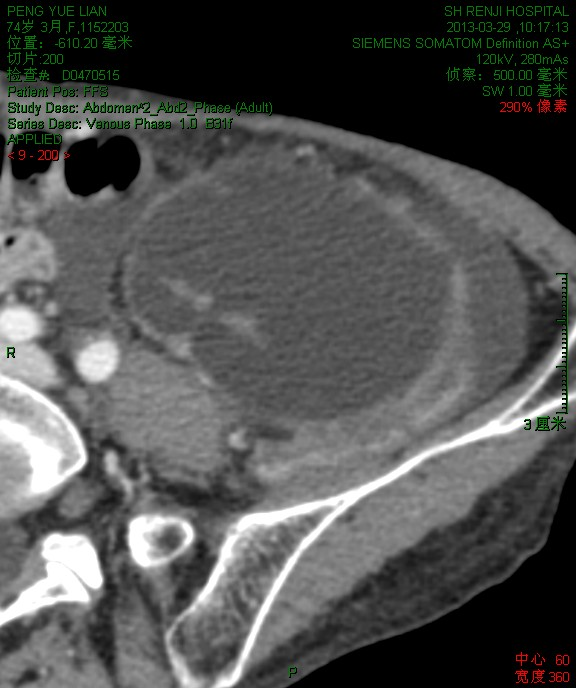 PENG YUE LIAN
74岁 3月,F,1152203
位置: -610.20 毫米
切片:200
检查#: D0470515
Patient Pos: FFS
Study Desc: Abdoman^2_Abd2_Phase (Adult)
Series Desc: Venous Phase 1.0 B31f
APPLIED
< 9 - 200 >
SH RENJI HOSPITAL
2013-03-29 ,10:17:13
SIEMENS SOMATOM Definition AS+
120kV, 280mAs
侦察: 500.00 毫米
SW 1.00 毫米
290% 像素
R
3 厘米
P
中心 60
宽度 360